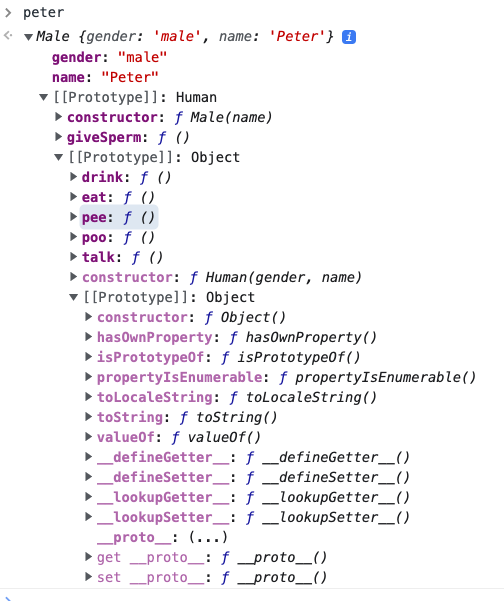 peter
Male {gender: 'male', name: 'Peter'} i
gender: "male"
name: "Peter"
[[Prototype]]: Human
constructor: ƒ Male(name)
giveSperm: ƒ ()
[[Prototype]]: Object
drink: ƒ ()
eat: ƒ ()
pee: ƒ ()
poo: ƒ ()
talk: ƒ ()
constructor: ƒ Human(gender, name)
[[Prototype]]: Object
constructor: ƒ Object()
hasOwnProperty: ƒ hasOwnProperty()
isPrototypeOf: ƒ isPrototypeOf()
propertyIsEnumerable: ƒ propertyIsEnumerable()
toLocaleString: ƒ toLocaleString()
toString: ƒ toString()
valueOf: ƒ valueOf()
__defineGetter__: ƒ __defineGetter__()
__defineSetter__: ƒ __defineSetter__()
__lookupGetter__: ƒ __lookupGetter__()
__lookupSetter__: ƒ __lookupSetter__()
__proto__: (...)
get __proto__: ƒ __proto__()
set __proto__: ƒ __proto__()